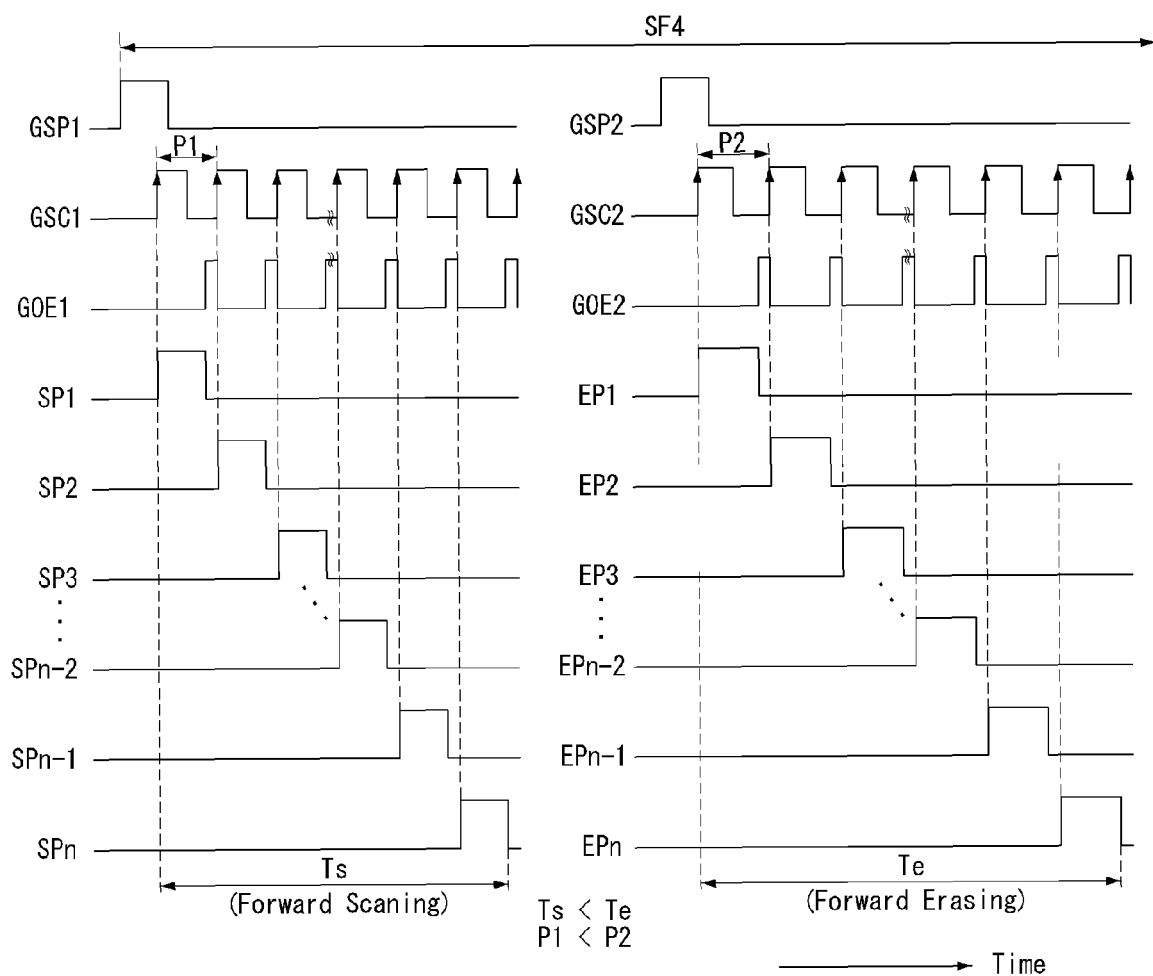 SF4
GSP1
GSP2
P1
P2
GSC1
GSC2
GOE1
GOE2
SP1
EP1
SP2
EP2
SP3
EP3
SPn-2
EPn-2
SPn-1
EPn-1
SPn
EPn
Ts
Te
(Forward Scaning)
(Forward Erasing)
Ts < Te
P1 < P2
Time